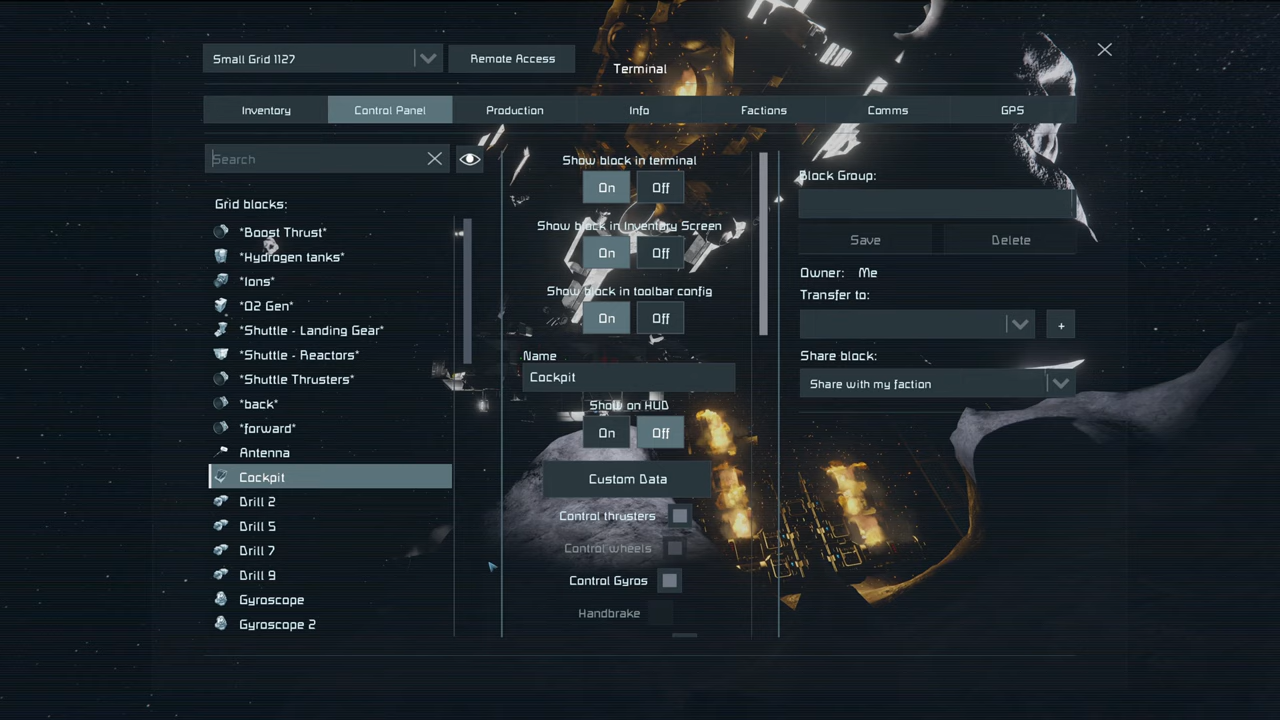 Small Grid 1127
Remote Access
Terminal
Inventory
Control Panel
Production
Info
Factions
Comms
GPS
Search
Grid blocks:
*Boost Thrust*
*Hydrogen tanks*
*Ions*
*O2 Gen*
*Shuttle - Landing Gear*
*Shuttle - Reactors*
*Shuttle Thrusters*
*back*
*forward*
Antenna
Cockpit
Drill 2
Drill 5
Drill 7
Drill 9
Gyroscope
Gyroscope 2
Show block in terminal
On Off
Show block in Inventory Screen
On Off
Show block in toolbar config
On Off
Name
Cockpit
Show on HUD
On Off
Custom Data
Control thrusters
Control wheels
Control Gyros
Handbrake
Block Group:
Save Delete
Owner: Me
Transfer to:
+
Share block:
Share with my faction